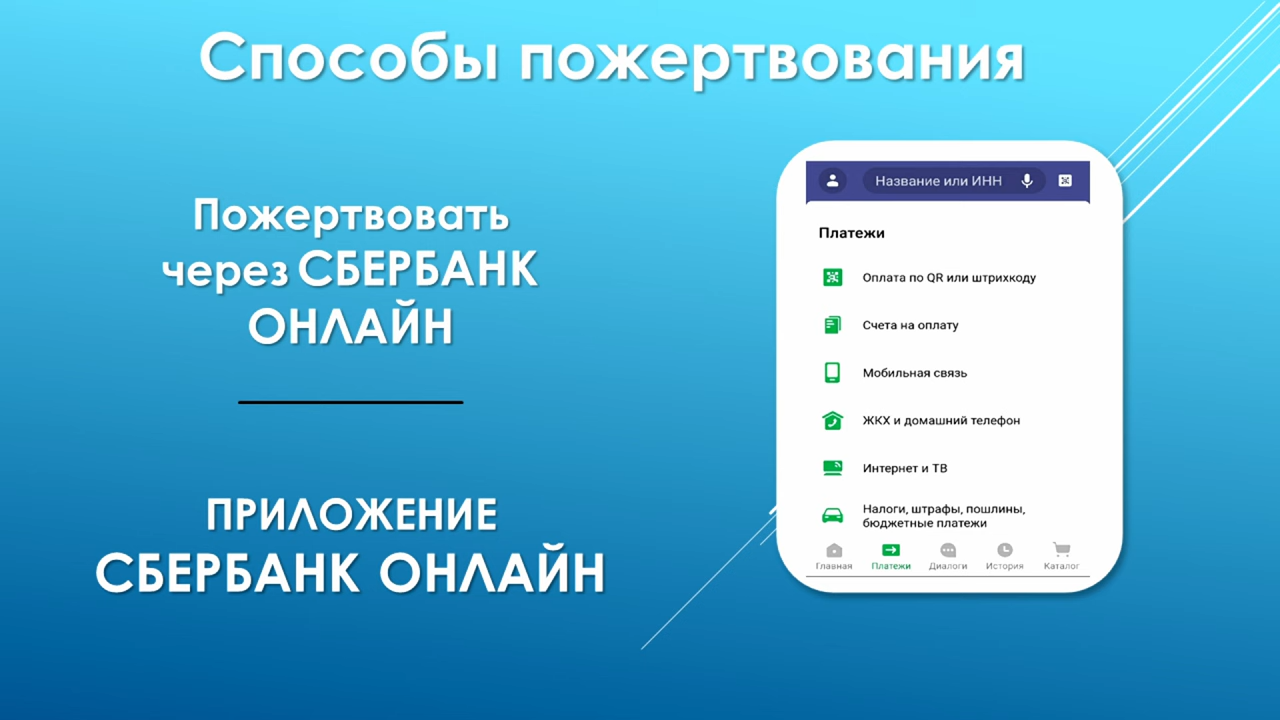 Способы пожертвования
Пожертвовать
через СБЕРБАНК
ОНЛАЙН
ПРИЛОЖЕНИЕ
СБЕРБАНК ОНЛАЙН
Название или ИНН
Платежи
Оплата по QR или штрихкоду
Счета на оплату
Мобильная связь
ЖКХ и домашний телефон
Интернет и ТВ
Налоги, штрафы, пошлины,
бюджетные платежи
Главная Платежи Диалоги История Каталог